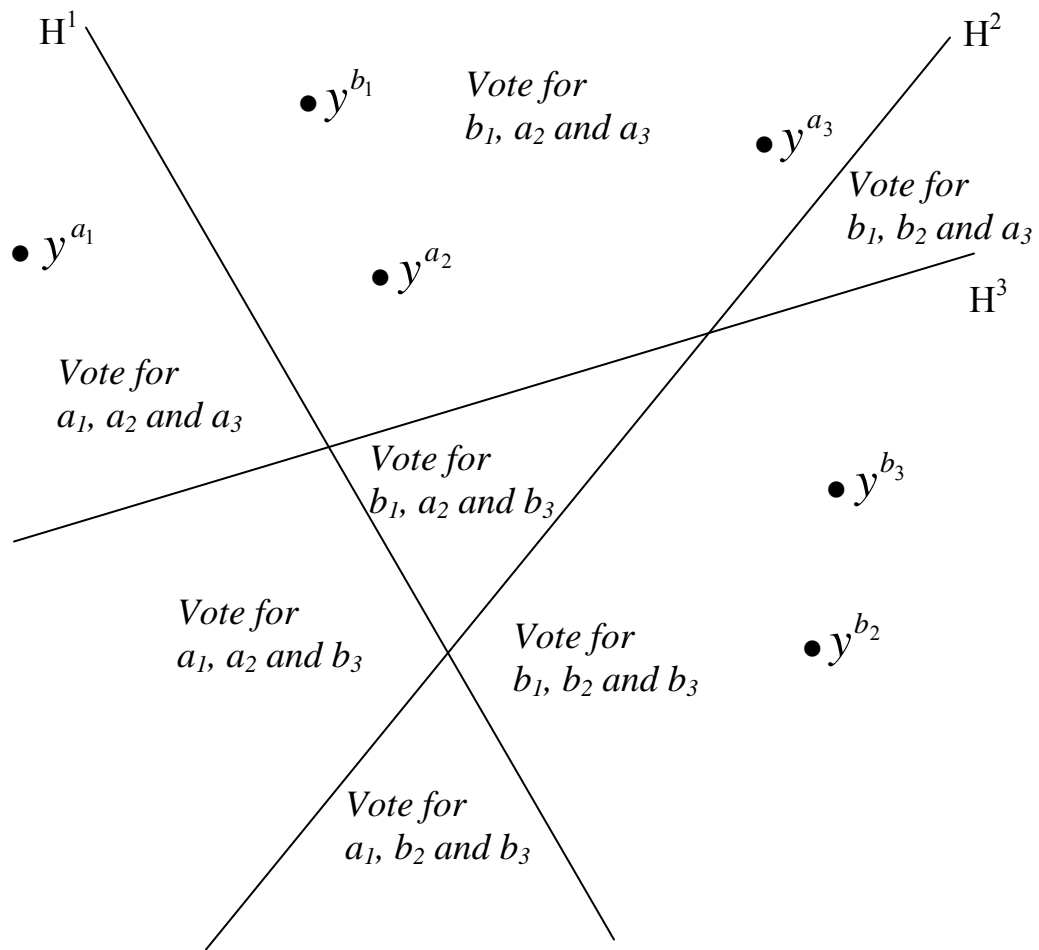 H¹
H²
y^{b₁}
Vote for
b₁, a₂ and a₃
y^{a₃}
Vote for
b₁, b₂ and a₃
y^{a₁}
y^{a₂}
H³
Vote for
a₁, a₂ and a₃
Vote for
b₁, a₂ and b₃
y^{b₃}
Vote for
a₁, a₂ and b₃
Vote for
b₁, b₂ and b₃
y^{b₂}
Vote for
a₁, b₂ and b₃